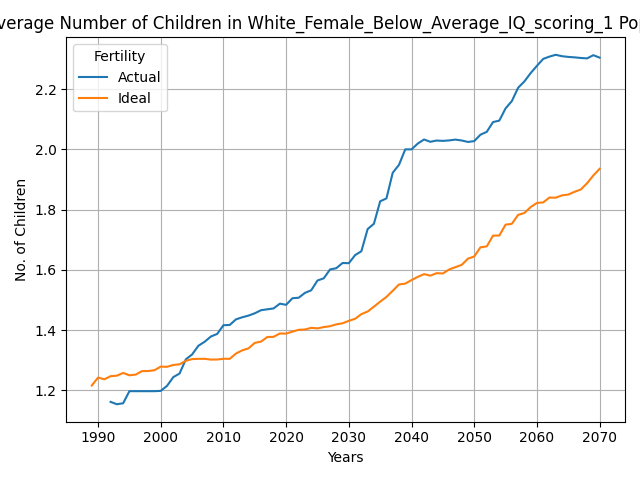 verage Number of Children in White_Female_Below_Average_IQ_scoring_1 Po
Fertility
Actual
Ideal
No. of Children
2.2
2.0
1.8
1.6
1.4
1.2
1990 2000 2010 2020 2030 2040 2050 2060 2070
Years